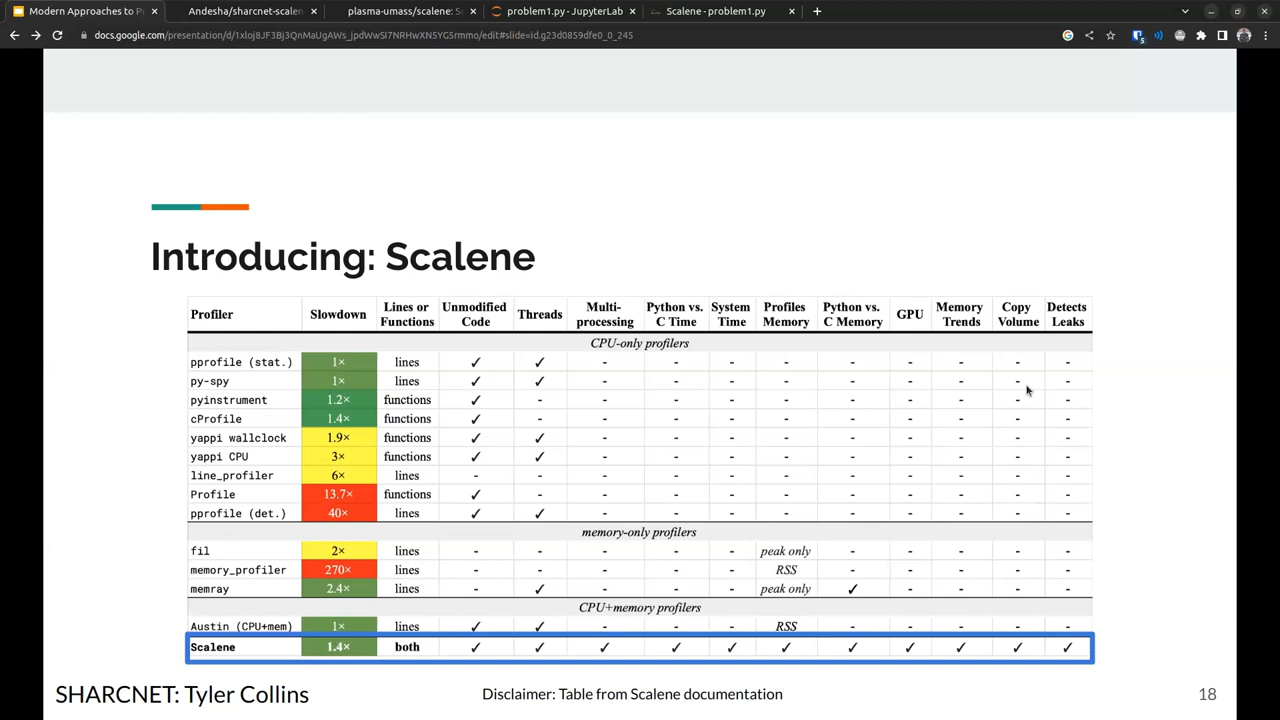 Modern Approaches to P
Andesha/sharcnet-scalen
plasma-umass/scalene: S
problem1.py - JupyterLab
Scalene - problem1.py
docs.google.com/presentation/d/1xloj8JF3Bj3QnMaUgAWs_jpdWwSI7NRHwXN5YG5rmmo/edit#slide=id.g23d0859dfe0_0_245
Introducing: Scalene
Profiler Slowdown Lines or Functions Unmodified Code Threads Multi-processing Python vs. C Time System Time Profiles Memory Python vs. C Memory GPU Memory Trends Copy Volume Detects Leaks
CPU-only profilers
pprofile (stat.) 1× lines ✓ ✓ - - - - - - - - - -
py-spy 1× lines ✓ ✓ - - - - - - - - - -
pyinstrument 1.2× functions ✓ - - - - - - - - - - -
cProfile 1.4× functions ✓ - - - - - - - - - - -
yappi wallclock 1.9× functions ✓ ✓ - - - - - - - - - -
yappi CPU 3× functions ✓ ✓ - - - - - - - - - -
line_profiler 6× lines - - - - - - - - - - - -
Profile 13.7× functions ✓ - - - - - - - - - - -
pprofile (det.) 40× lines ✓ ✓ - - - - - - - - - -
memory-only profilers
fil 2× lines - - - - - peak only - - - - -
memory_profiler 270× lines - - - - - RSS - - - - -
memray 2.4× lines - ✓ - - - peak only ✓ - - - -
CPU+memory profilers
Austin (CPU+mem) 1× lines ✓ ✓ - - - RSS - - - - -
Scalene 1.4× both ✓ ✓ ✓ ✓ ✓ ✓ ✓ ✓ ✓ ✓ ✓
SHARCNET: Tyler Collins
Disclaimer: Table from Scalene documentation
18